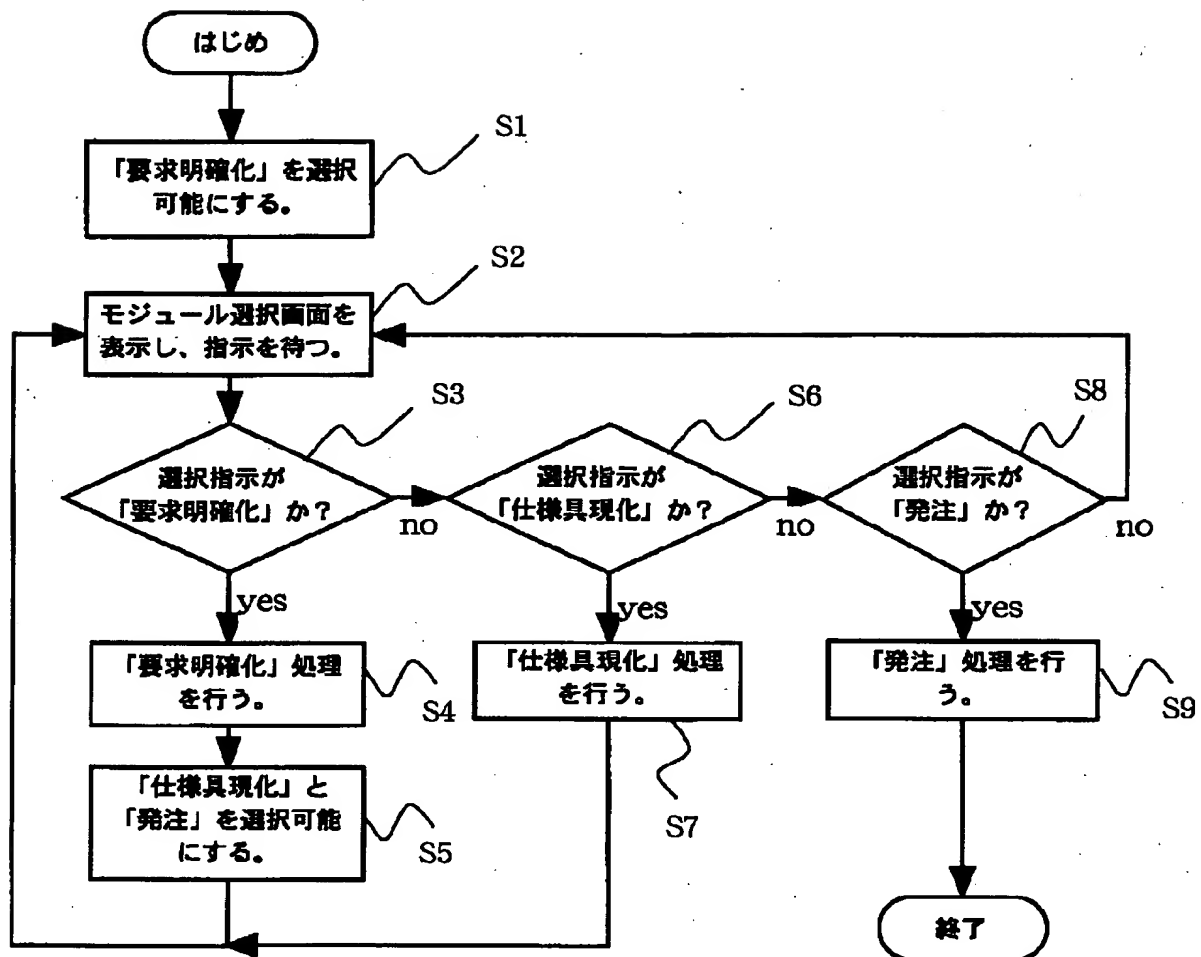 はじめ
S1
「要求明確化」を選択
可能にする。
S2
モジュール選択画面を
表示し、指示を待つ。
S3
選択指示が
「要求明確化」か？
no
S6
選択指示が
「仕様具現化」か？
no
S8
選択指示が
「発注」か？
no
yes
「要求明確化」処理
を行う。
S4
yes
「仕様具現化」処理
を行う。
S7
yes
「発注」処理を行
う。
S9
「仕様具現化」と
「発注」を選択可能
にする。
S5
終了